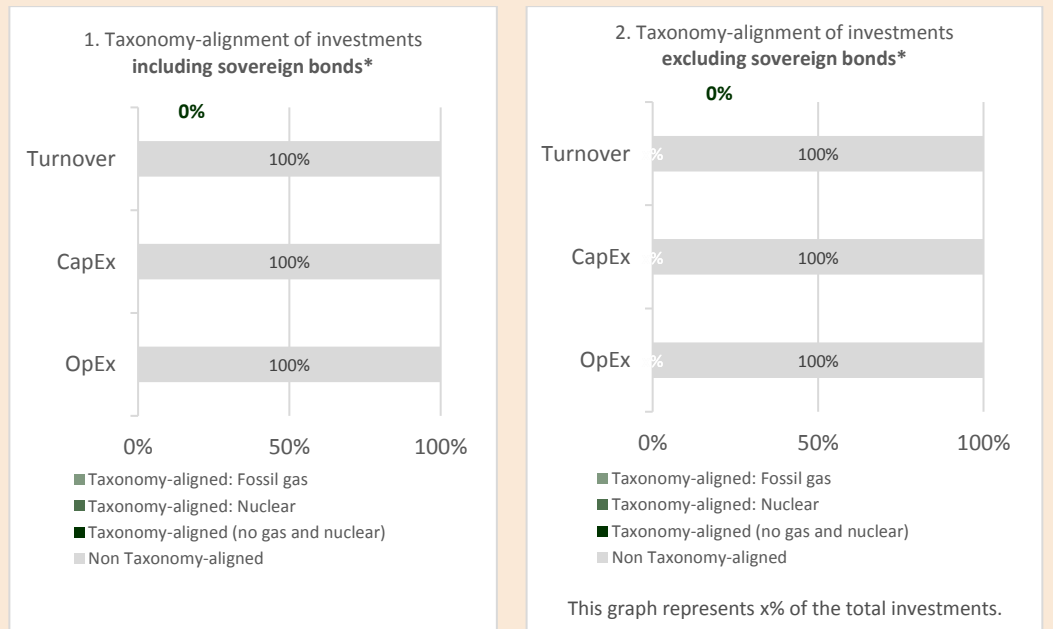 1. Taxonomy-alignment of investments
including sovereign bonds*
0%
Turnover
100%
CapEx
100%
OpEx
100%
0%
50%
100%
Taxonomy-aligned: Fossil gas
Taxonomy-aligned: Nuclear
Taxonomy-aligned (no gas and nuclear)
Non Taxonomy-aligned
2. Taxonomy-alignment of investments
excluding sovereign bonds*
0%
Turnover
%
100%
CapEx
%
100%
OpEx
%
100%
0%
50%
100%
Taxonomy-aligned: Fossil gas
Taxonomy-aligned: Nuclear
Taxonomy-aligned (no gas and nuclear)
Non Taxonomy-aligned
This graph represents x% of the total investments.